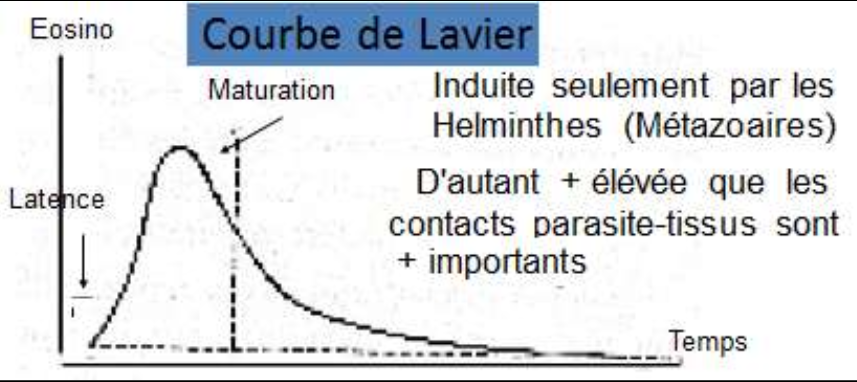 Eosino
Courbe de Lavier
Maturation
Induite seulement par les
Helminthes (Métazoaires)
Latence
D'autant + élévée que les
contacts parasite-tissus sont
+ importants
Temps